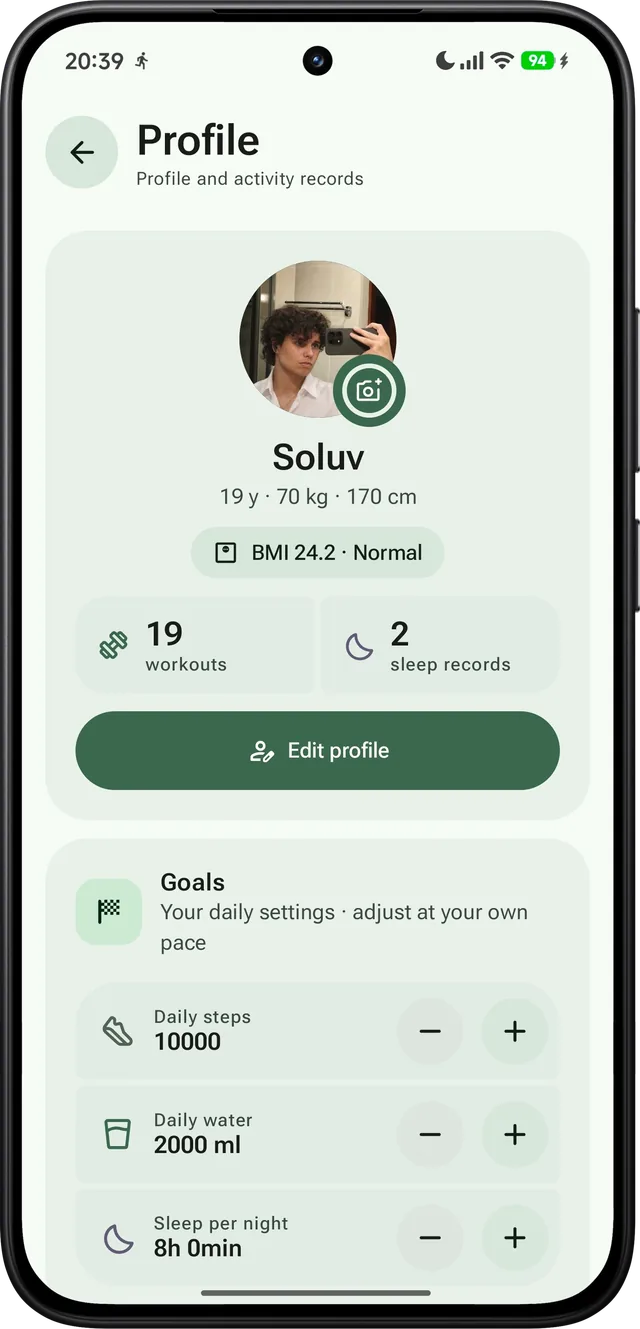 20:39
94
Profile
Profile and activity records
Soluv
19 y · 70 kg · 170 cm
BMI 24.2 · Normal
19
workouts
2
sleep records
Edit profile
Goals
Your daily settings · adjust at your own
pace
Daily steps
10000
Daily water
2000 ml
Sleep per night
8h 0min